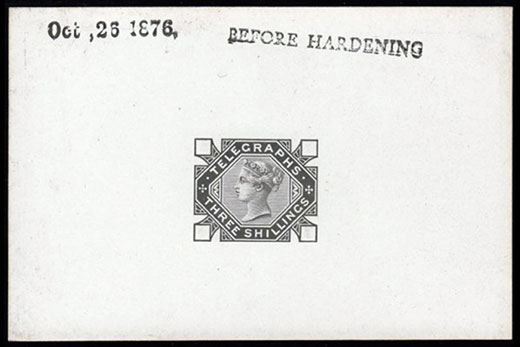 Oct ,26 1876,
BEFORE HARDENING
TELEGRAPHS
THREE SHILLINGS